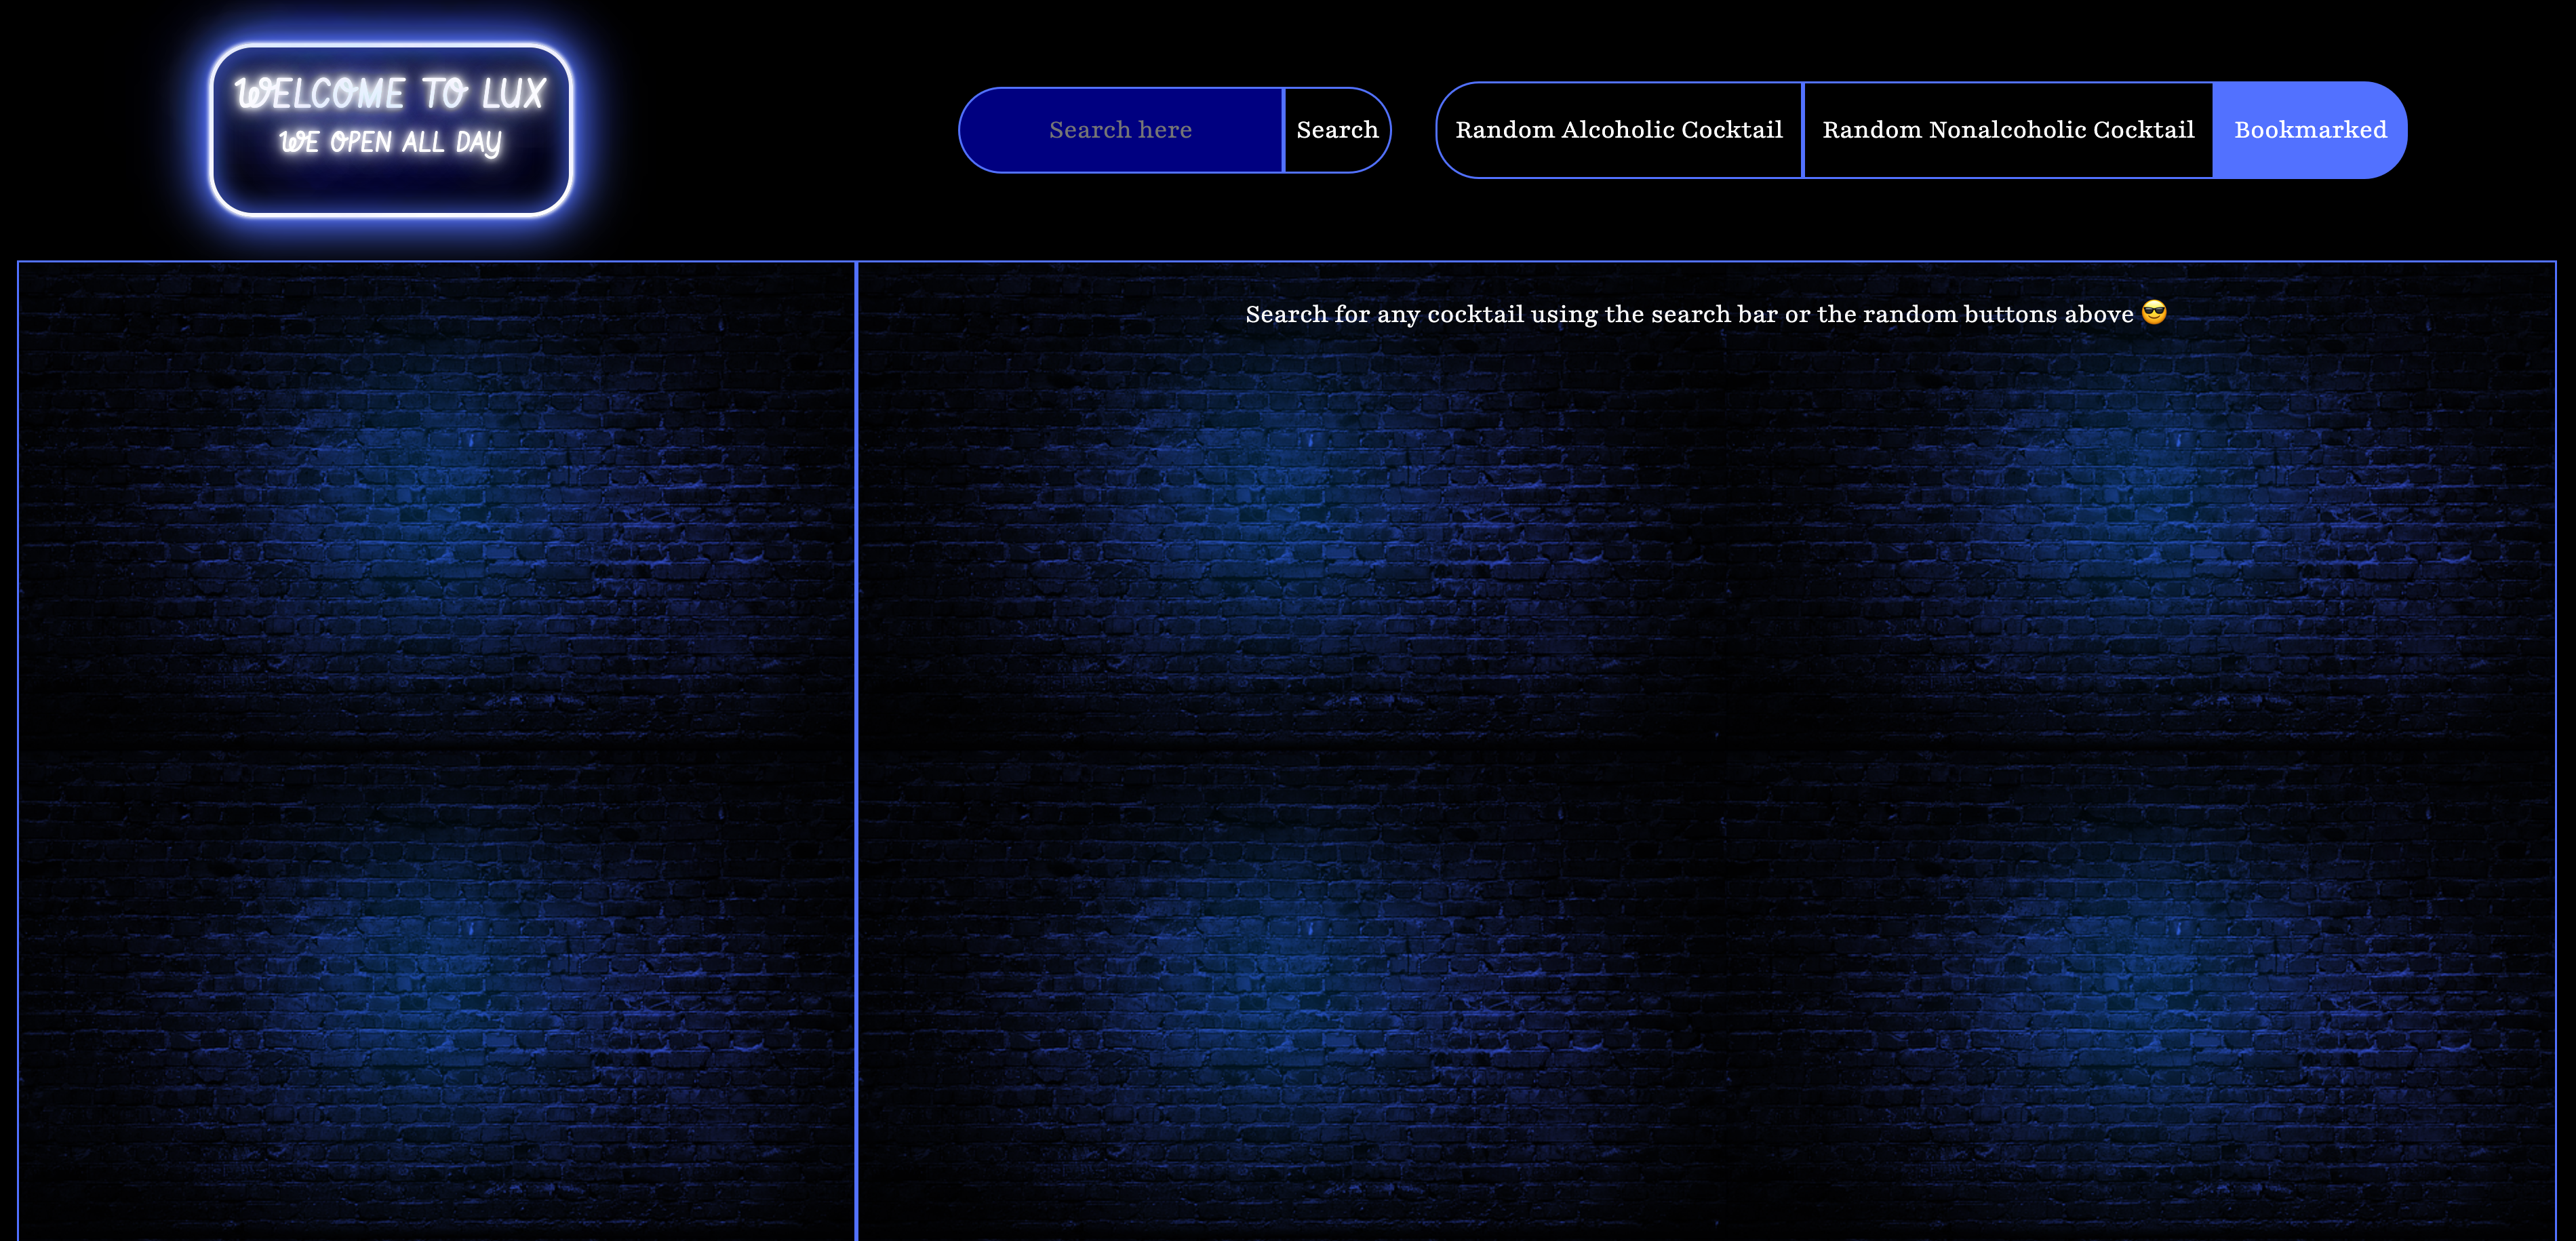 WELCOME TO LUX
WE OPEN ALL DAY
Search here
Search
Random Alcoholic Cocktail
Random Nonalcoholic Cocktail
Bookmarked
Search for any cocktail using the search bar or the random buttons above 😎